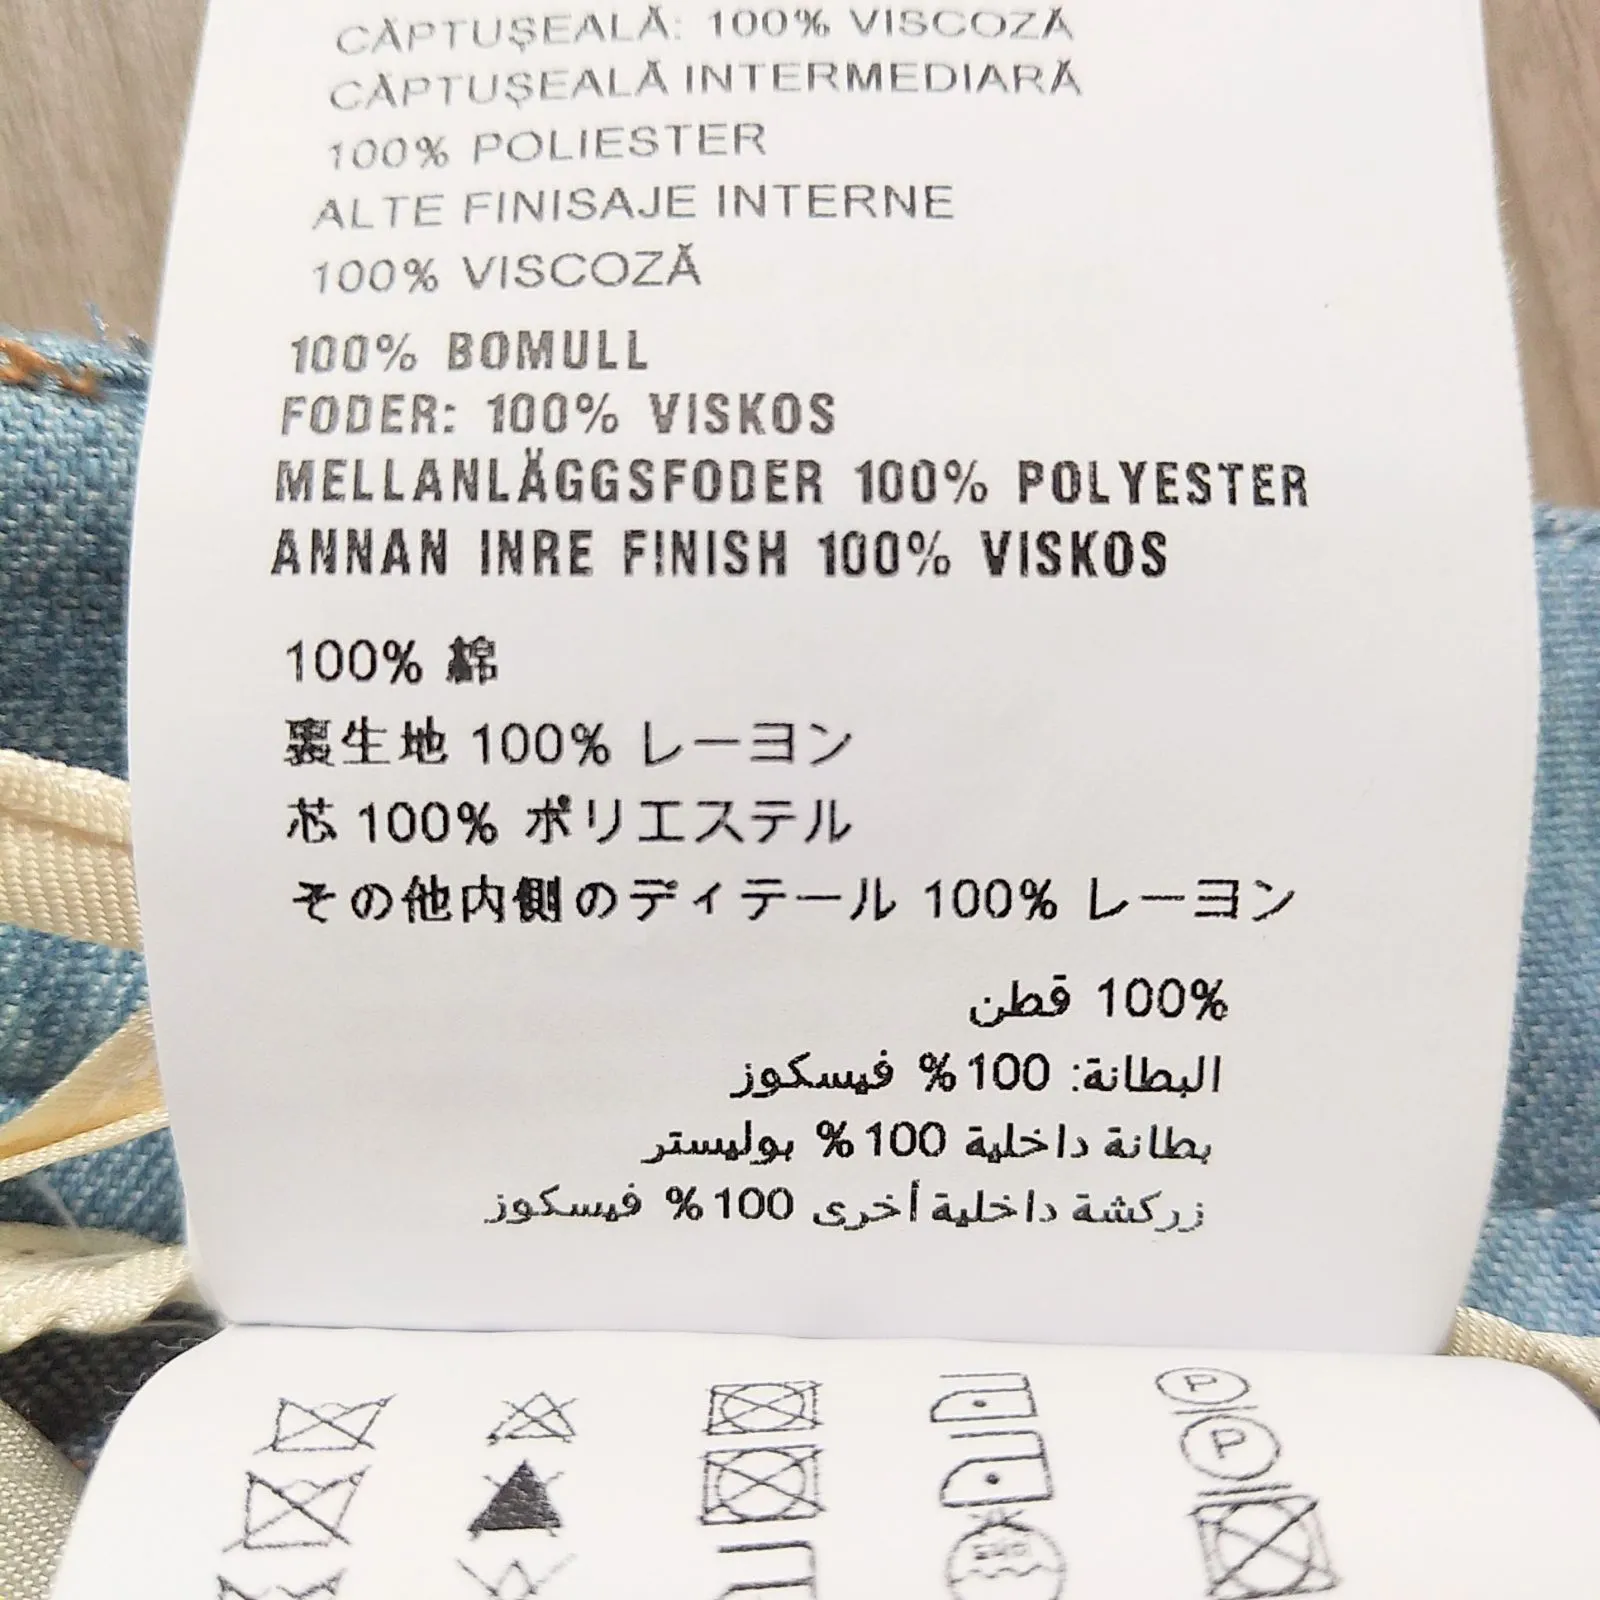 CĂPTUȘEALĂ: 100% VISCOZĂ
CĂPTUȘEALĂ INTERMEDIARĂ
100% POLIESTER
ALTE FINISAJE INTERNE
100% VISCOZĂ
100% BOMULL
FODER: 100% VISKOS
MELLANLÄGGSFODER 100% POLYESTER
ANNAN INRE FINISH 100% VISKOS
100% 綿
裏生地 100% レーヨン
芯 100% ポリエステル
その他内側のディテール 100% レーヨン
100% قطن
البطانة: 100% فيسكوز
بطانة داخلية 100% بوليستر
زركشة داخلية أخرى 100% فيسكوز
P
P